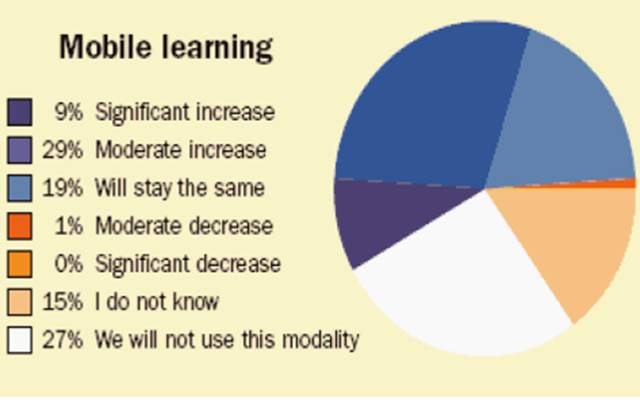 Mobile learning
9% Significant increase
29% Moderate increase
19% Will stay the same
1% Moderate decrease
0% Significant decrease
15% I do not know
27% We will not use this modality